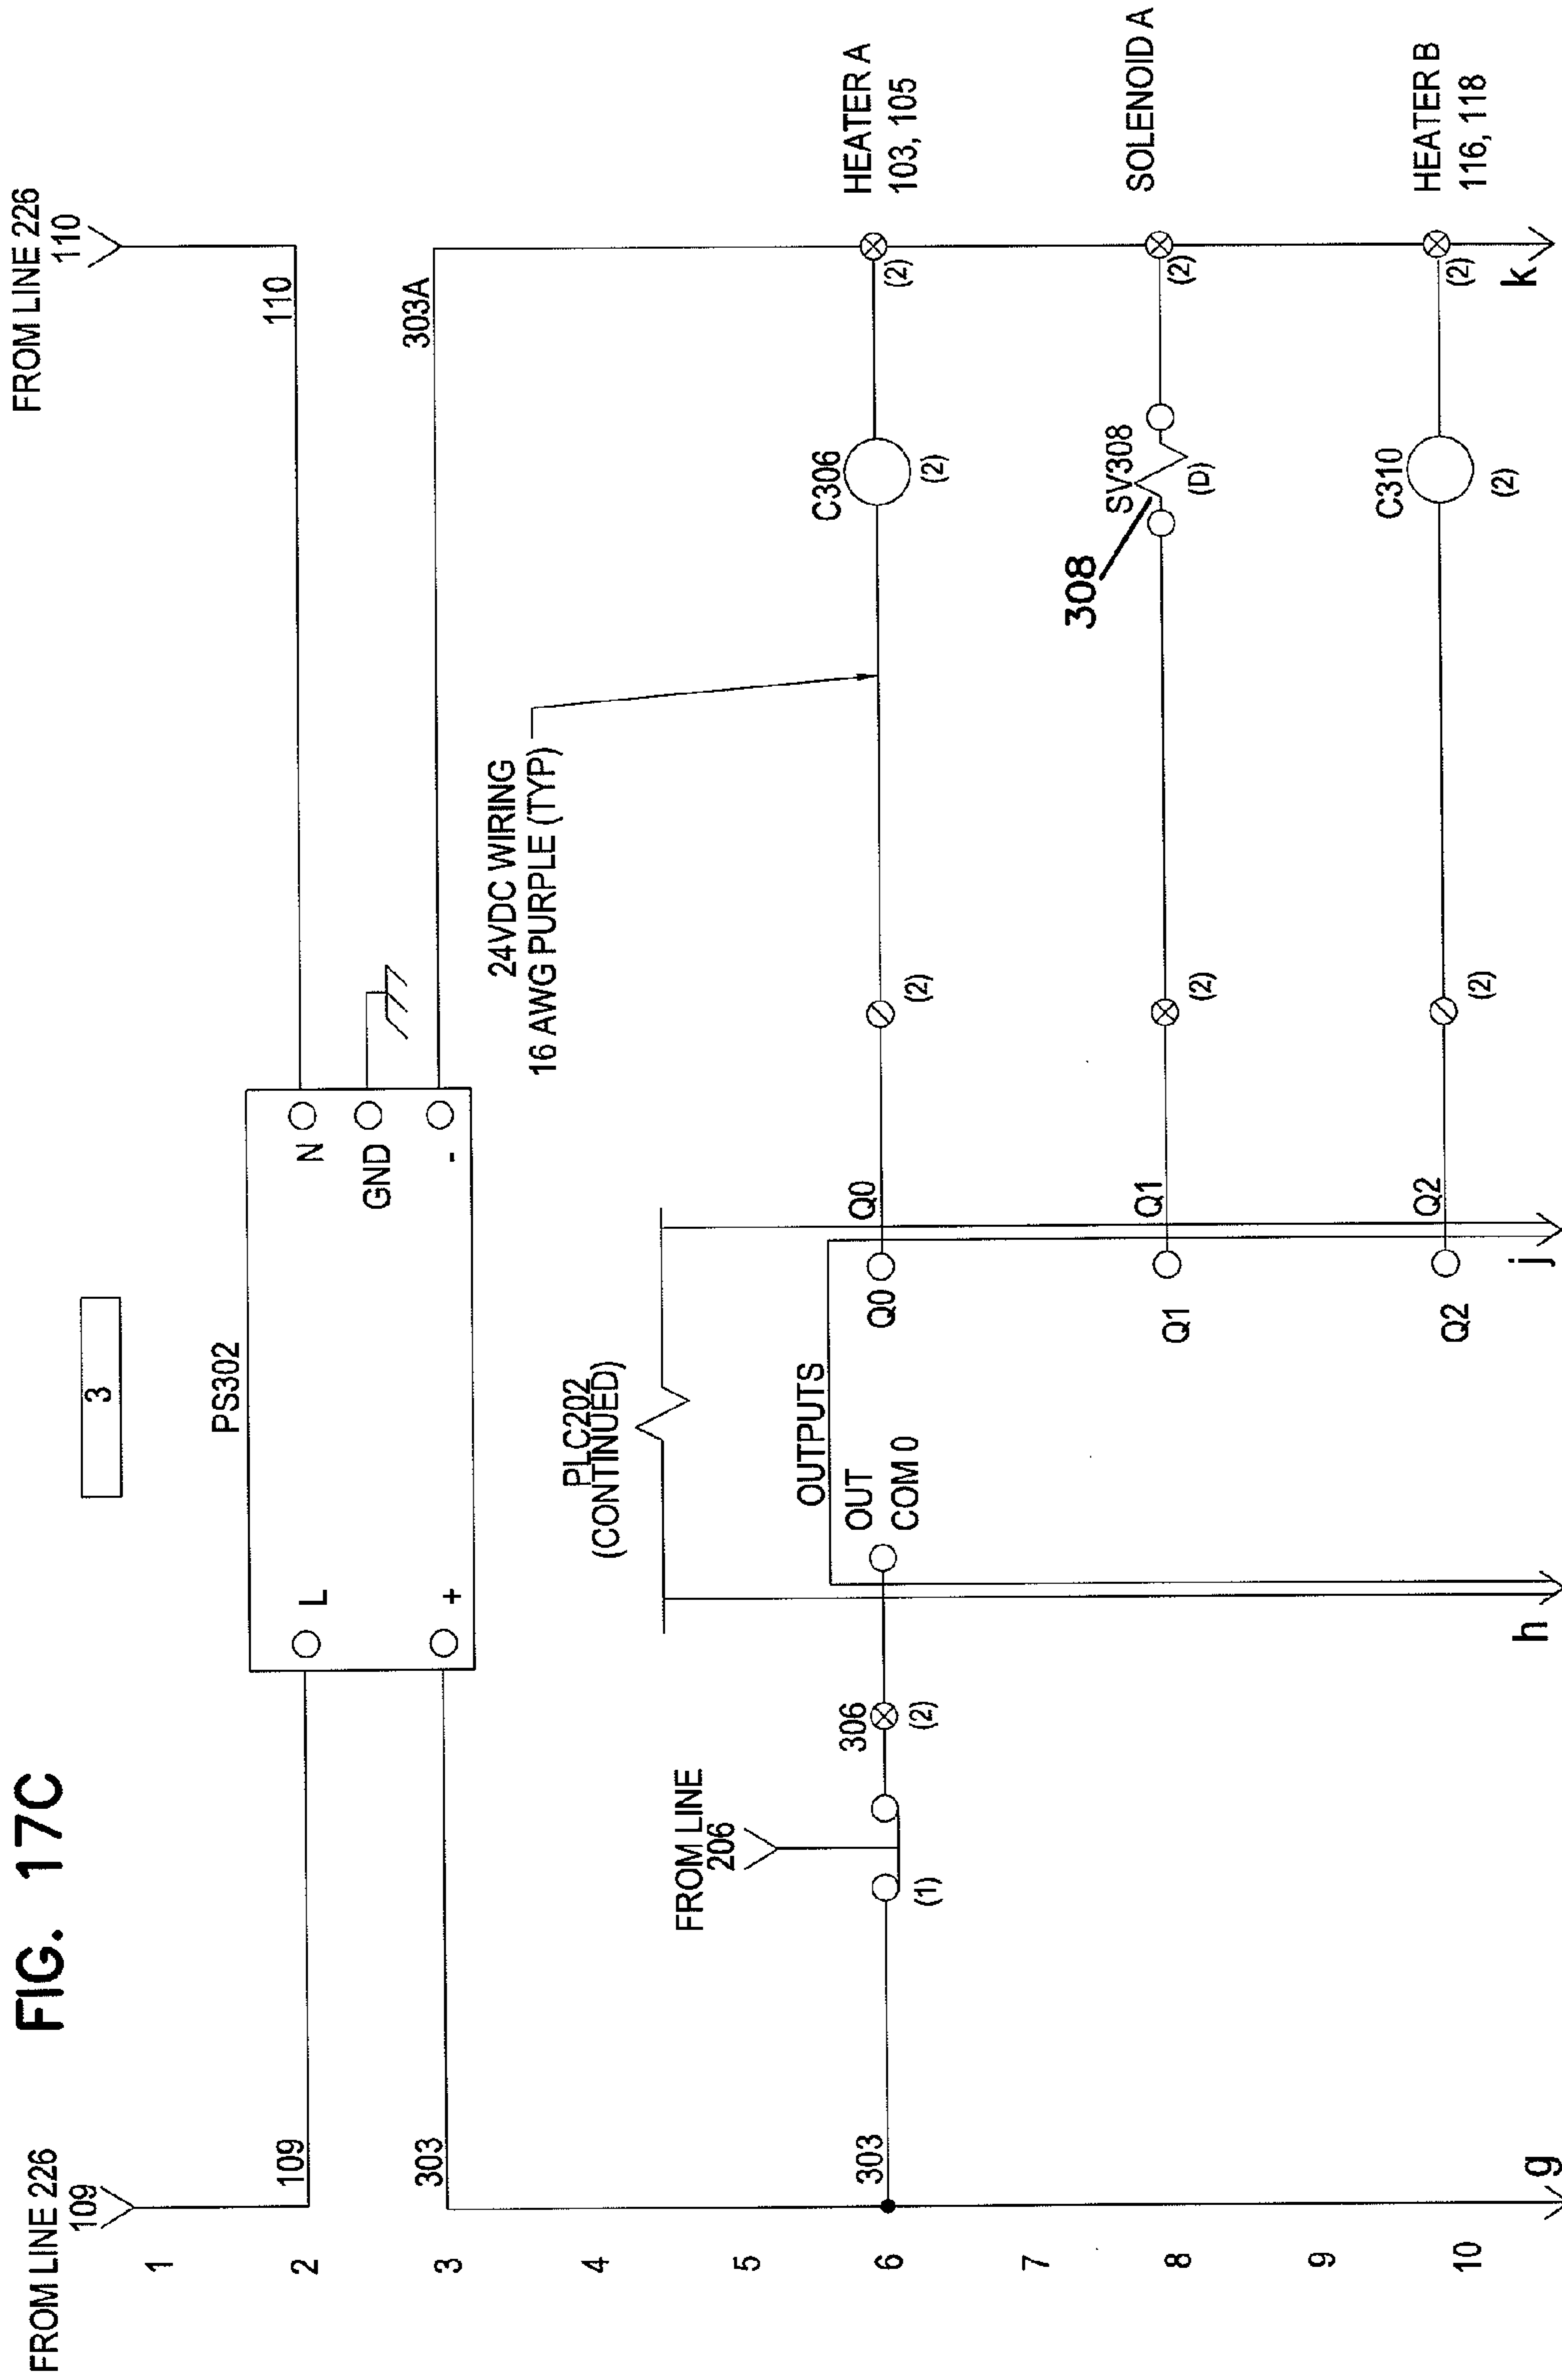 FIG. 17C
3
FROM LINE 226
109
FROM LINE 226
110
1
2
3
4
5
6
7
8
9
10
109
PS302
L
N
110
GND
303
+
-
303A
24VDC WIRING
16 AWG PURPLE (TYP)
PLC202
(CONTINUED)
FROM LINE
206
OUTPUTS
303
(1)
306
(2)
OUT
COM 0
Q0
Q0
(2)
C306
(2)
(2)
HEATER A
103, 105
Q1
Q1
(2)
308
SV308
(D)
(2)
SOLENOID A
Q2
Q2
(2)
C310
(2)
(2)
HEATER B
116, 118
g
h
j
k